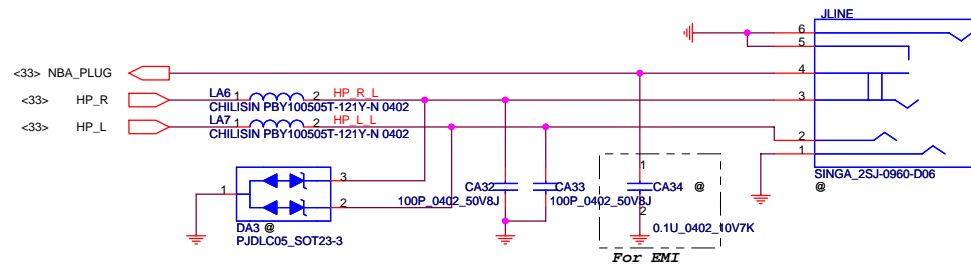 JLINE
6
5
<33> NBA_PLUG
4
<33> HP_R
LA6 1 2 HP_R_L
CHILISIN PBY100505T-121Y-N 0402
3
<33> HP_L
LA7 1 2 HP_L_L
CHILISIN PBY100505T-121Y-N 0402
2
1
SINGA_2SJ-0960-D06
@
1
3
2
DA3 @
PJDLC05_SOT23-3
CA32
100P_0402_50V8J
CA33
100P_0402_50V8J
1
CA34 @
2
0.1U_0402_10V7K
For EMI